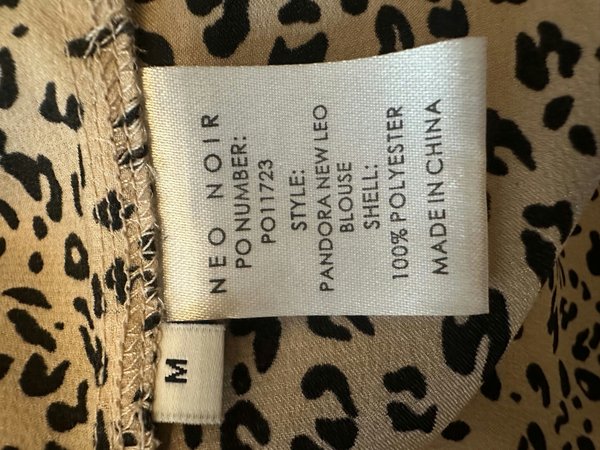 NEO NOIR
PO NUMBER:
PO11723
STYLE:
PANDORA NEW LEO
BLOUSE
SHELL:
100% POLYESTER
MADE IN CHINA
M